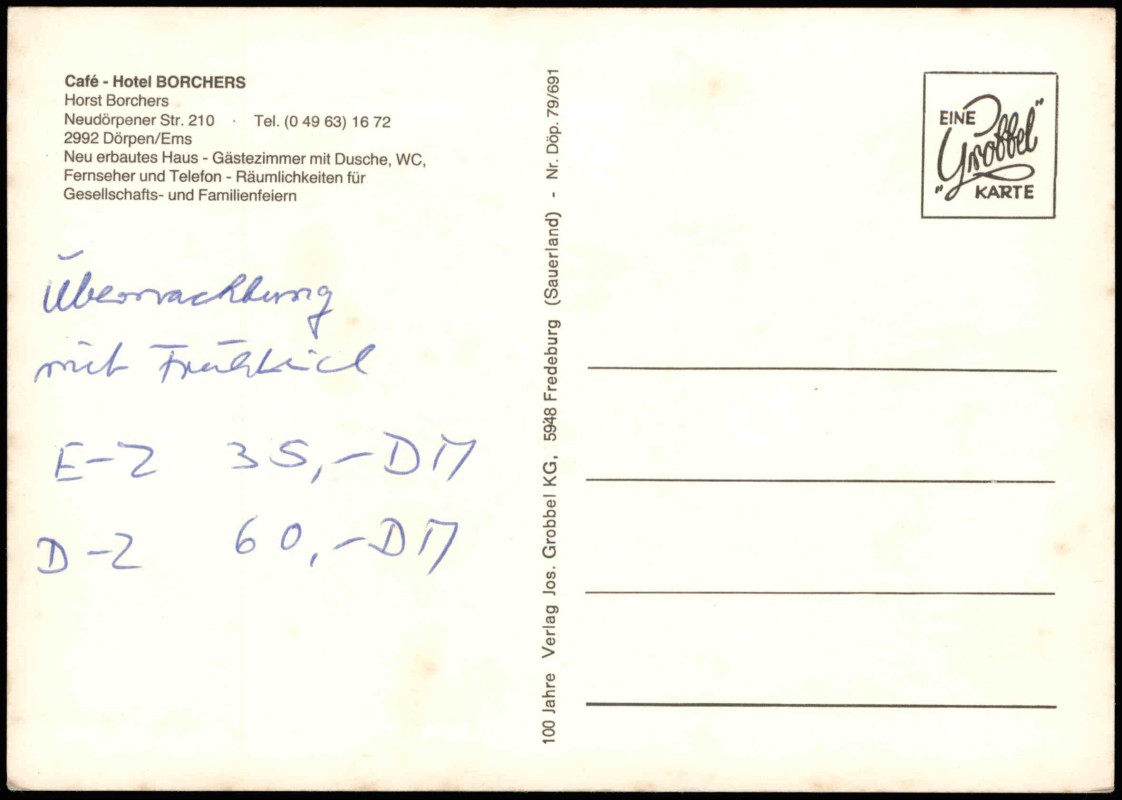 Café - Hotel BORCHERS
Horst Borchers
Neudörpener Str. 210 · Tel. (0 49 63) 16 72
2992 Dörpen/Ems
Neu erbautes Haus - Gästezimmer mit Dusche, WC,
Fernseher und Telefon - Räumlichkeiten für
Gesellschafts- und Familienfeiern
Übernachtung
mit Frühstück
E-Z 35,-DM
D-Z 60,-DM
100 Jahre Verlag Jos. Grobbel KG, 5948 Fredeburg (Sauerland) - Nr. Döp. 79/691
EINE
"Grobbel"
KARTE